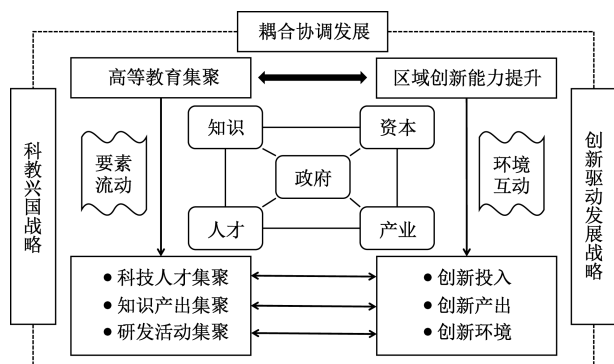 耦合协调发展
高等教育集聚
区域创新能力提升
科教兴国战略
要素
流动
知识
资本
政府
人才
产业
环境
互动
创新驱动发展战略
● 科技人才集聚
● 知识产出集聚
● 研发活动集聚
● 创新投入
● 创新产出
● 创新环境